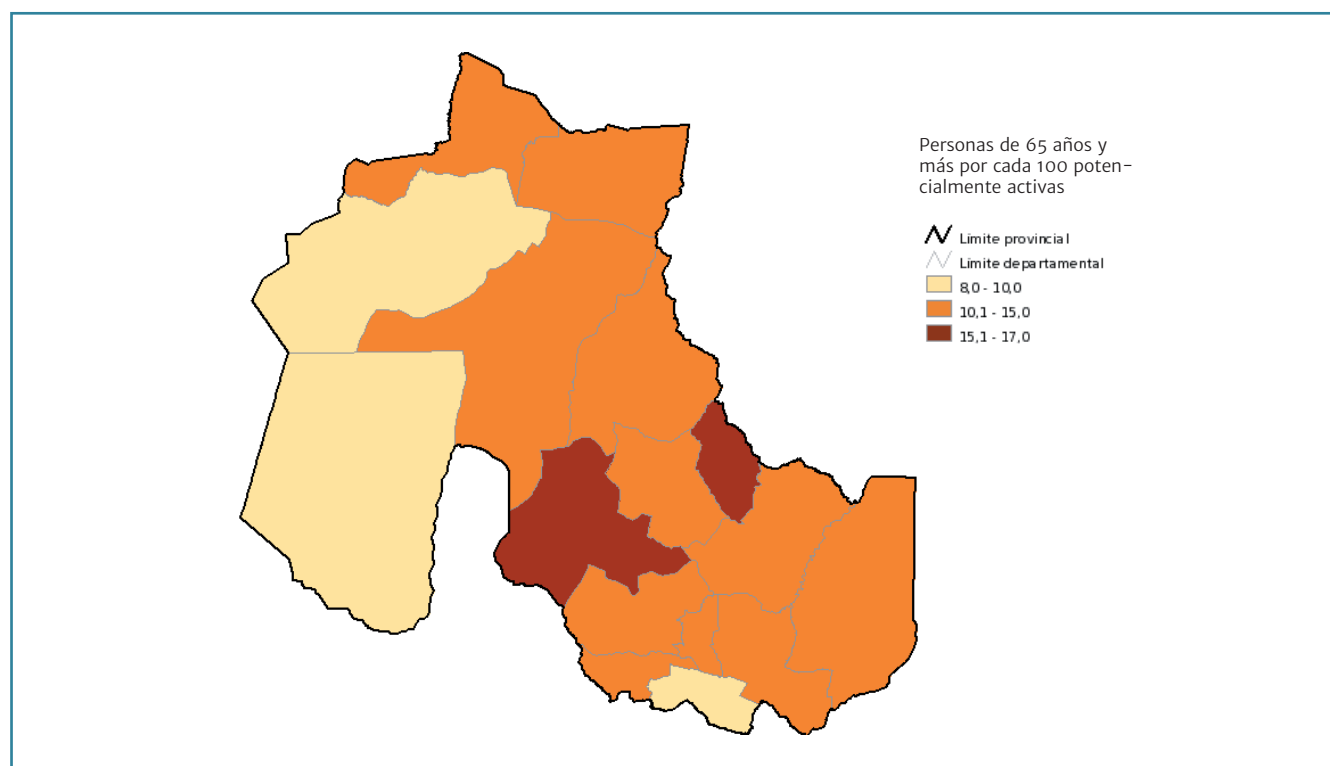 Personas de 65 años y
más por cada 100 poten-
cialmente activas
Límite provincial
Límite departamental
8,0 - 10,0
10,1 - 15,0
15,1 - 17,0